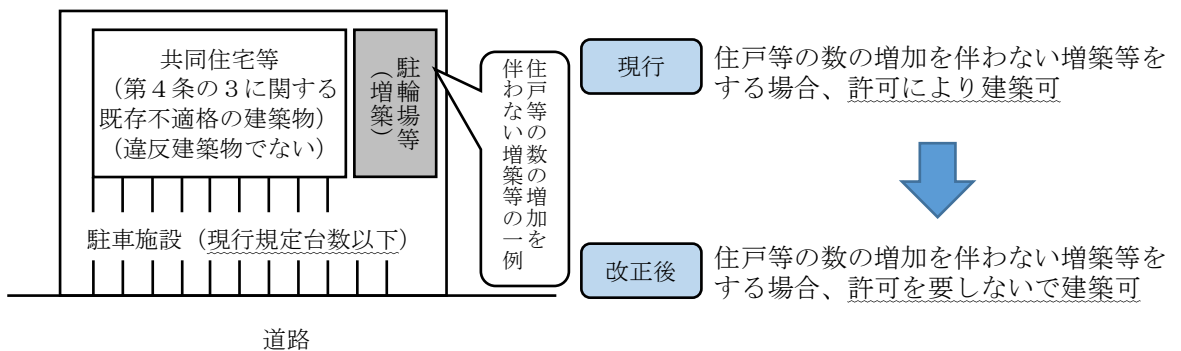 共同住宅等
（第４条の３に関する
既存不適格の建築物）
（違反建築物でない）
駐輪場等
（増築）
住戸等の数の増加を
伴わない増築等の一例
駐車施設（現行規定台数以下）
道路
現行
住戸等の数の増加を伴わない増築等を
する場合、許可により建築可
改正後
住戸等の数の増加を伴わない増築等を
する場合、許可を要しないで建築可